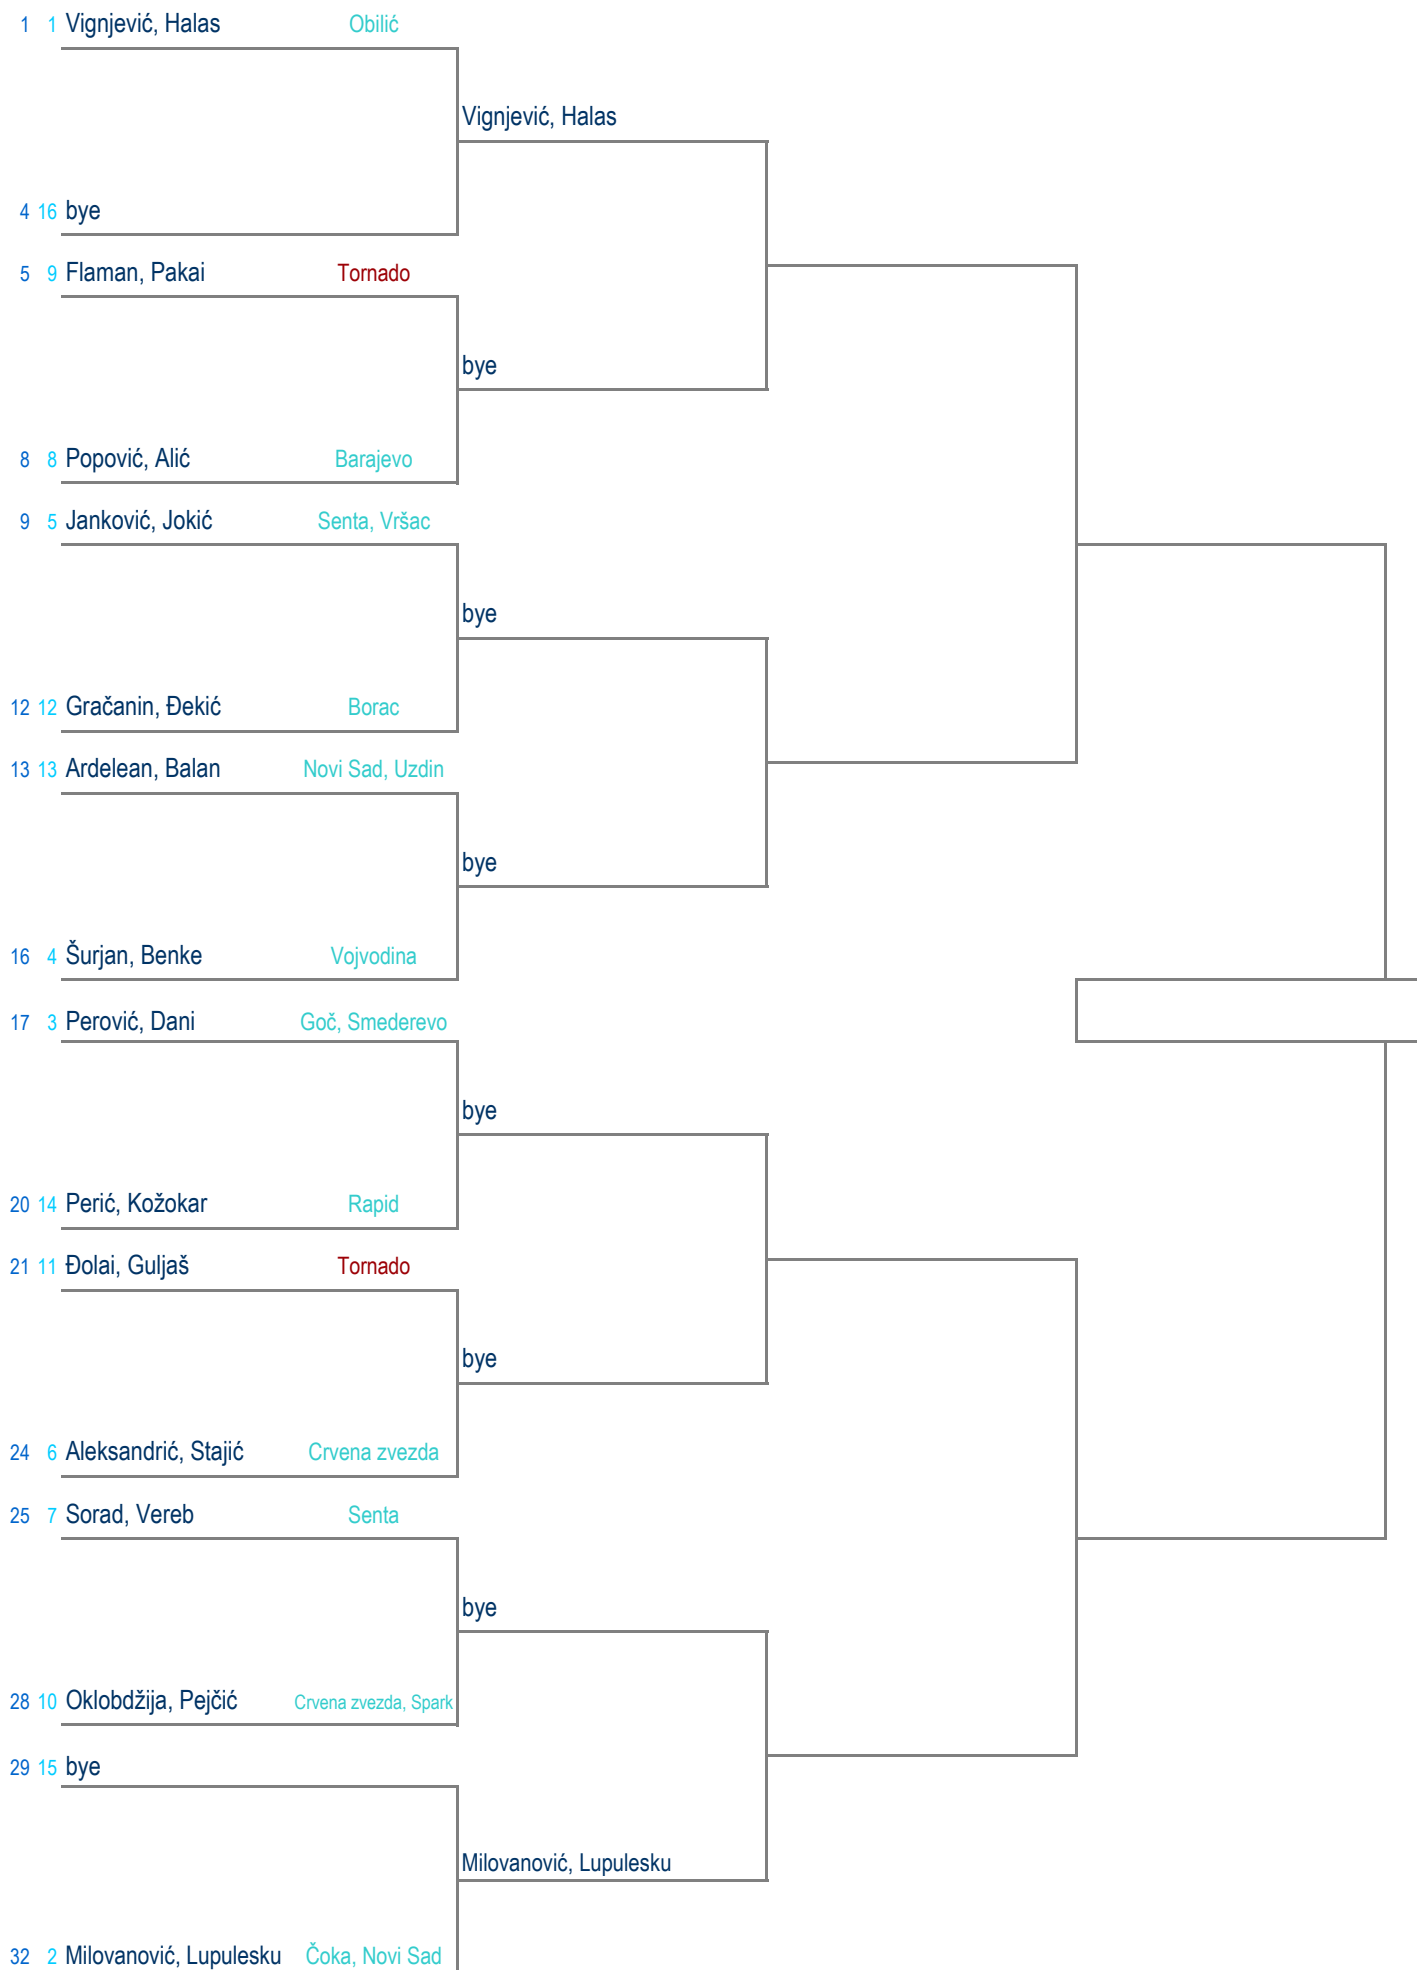 1 1 Vignjević, Halas Obilić
Vignjević, Halas
4 16 bye
5 9 Flaman, Pakai Tornado
bye
8 8 Popović, Alić Barajevo
9 5 Janković, Jokić Senta, Vršac
bye
12 12 Gračanin, Đekić Borac
13 13 Ardelean, Balan Novi Sad, Uzdin
bye
16 4 Šurjan, Benke Vojvodina
17 3 Perović, Dani Goč, Smederevo
bye
20 14 Perić, Kožokar Rapid
21 11 Đolai, Guljaš Tornado
bye
24 6 Aleksandrić, Stajić Crvena zvezda
25 7 Sorad, Vereb Senta
bye
28 10 Oklobdžija, Pejčić Crvena zvezda, Spark
29 15 bye
Milovanović, Lupulesku
32 2 Milovanović, Lupulesku Čoka, Novi Sad